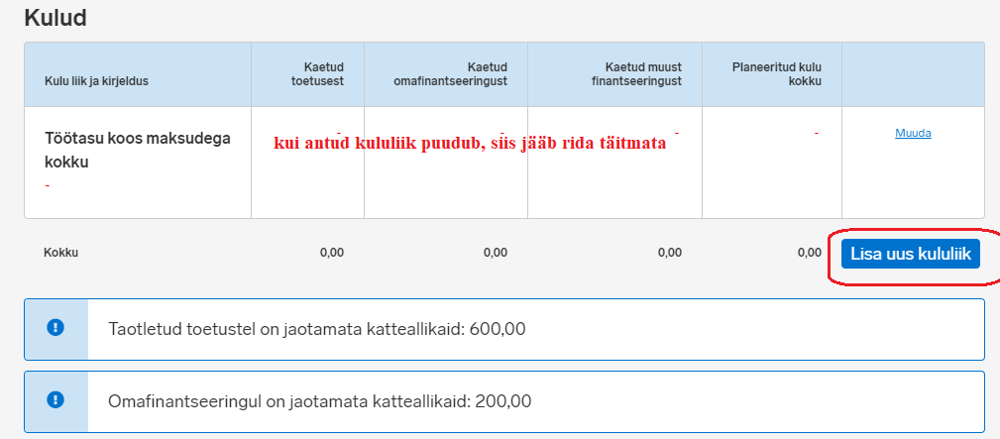 Kulud
Kulu liik ja kirjeldus
Kaetud
toetusest
Kaetud
omafinantseeringust
Kaetud muust
finantseeringust
Planeeritud kulu
kokku
Töötasu koos maksudega
kokku
-
- - - -
Muuda
kui antud kululiik puudub, siis jääb rida täitmata
Kokku 0,00 0,00 0,00 0,00
Lisa uus kululiik
Taotletud toetustel on jaotamata katteallikaid: 600,00
Omafinantseeringul on jaotamata katteallikaid: 200,00